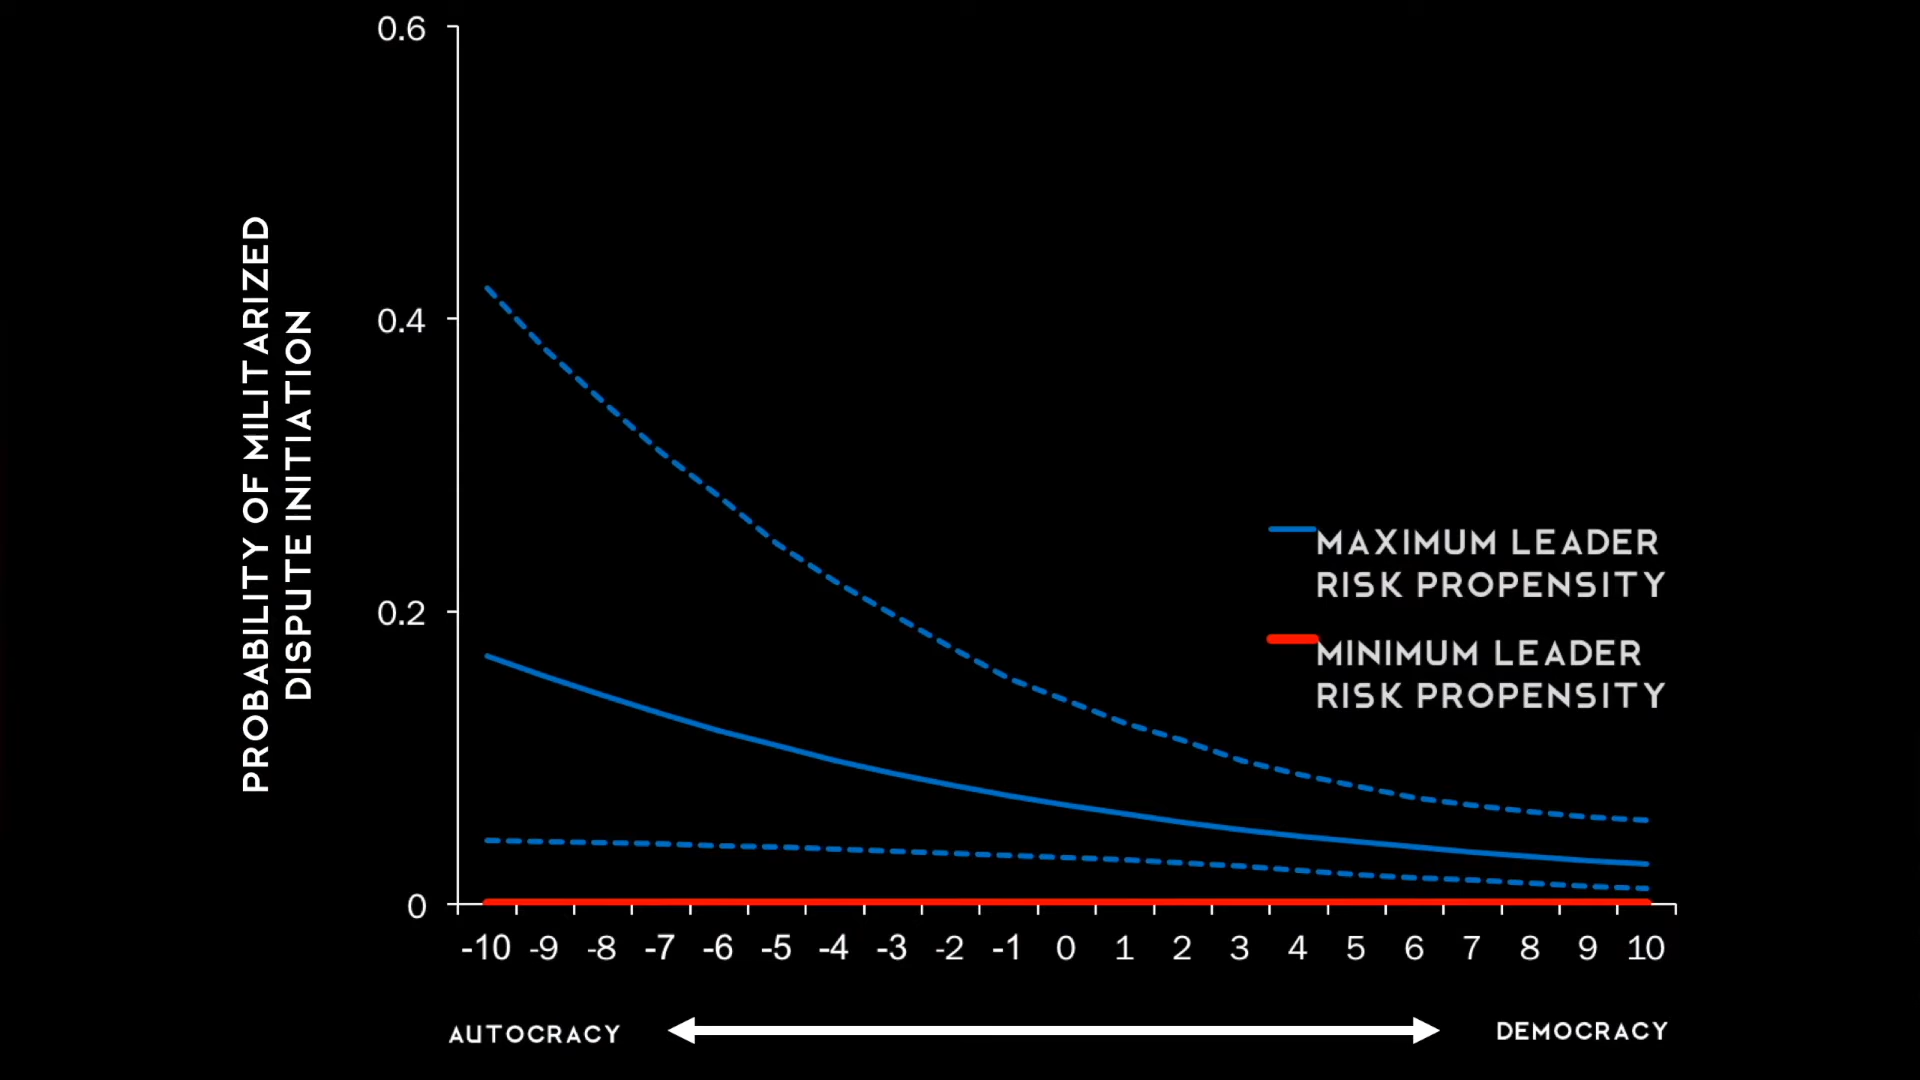 PROBABILITY OF MILITARIZED
DISPUTE INITIATION
0.6
0.4
0.2
0
MAXIMUM LEADER
RISK PROPENSITY
MINIMUM LEADER
RISK PROPENSITY
-10 -9 -8 -7 -6 -5 -4 -3 -2 -1 0 1 2 3 4 5 6 7 8 9 10
AUTOCRACY DEMOCRACY